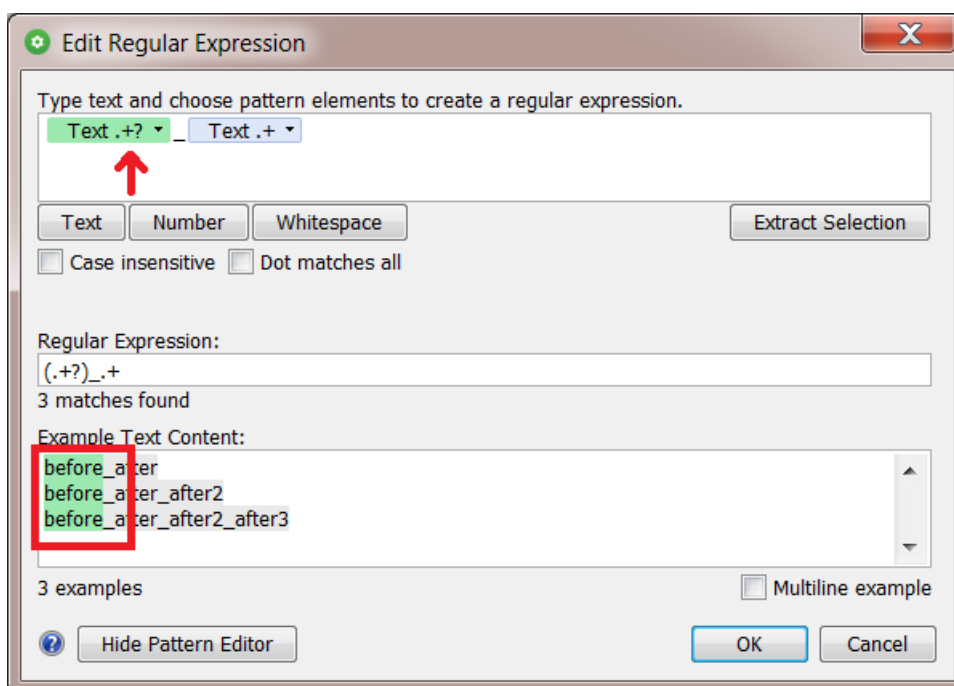 Edit Regular Expression
X
Type text and choose pattern elements to create a regular expression.
Text .+? _ Text .+
Text Number Whitespace Extract Selection
Case insensitive Dot matches all
Regular Expression:
(.+?)_.+
3 matches found
Example Text Content:
before_after
before_after_after2
before_after_after2_after3
3 examples Multiline example
? Hide Pattern Editor OK Cancel